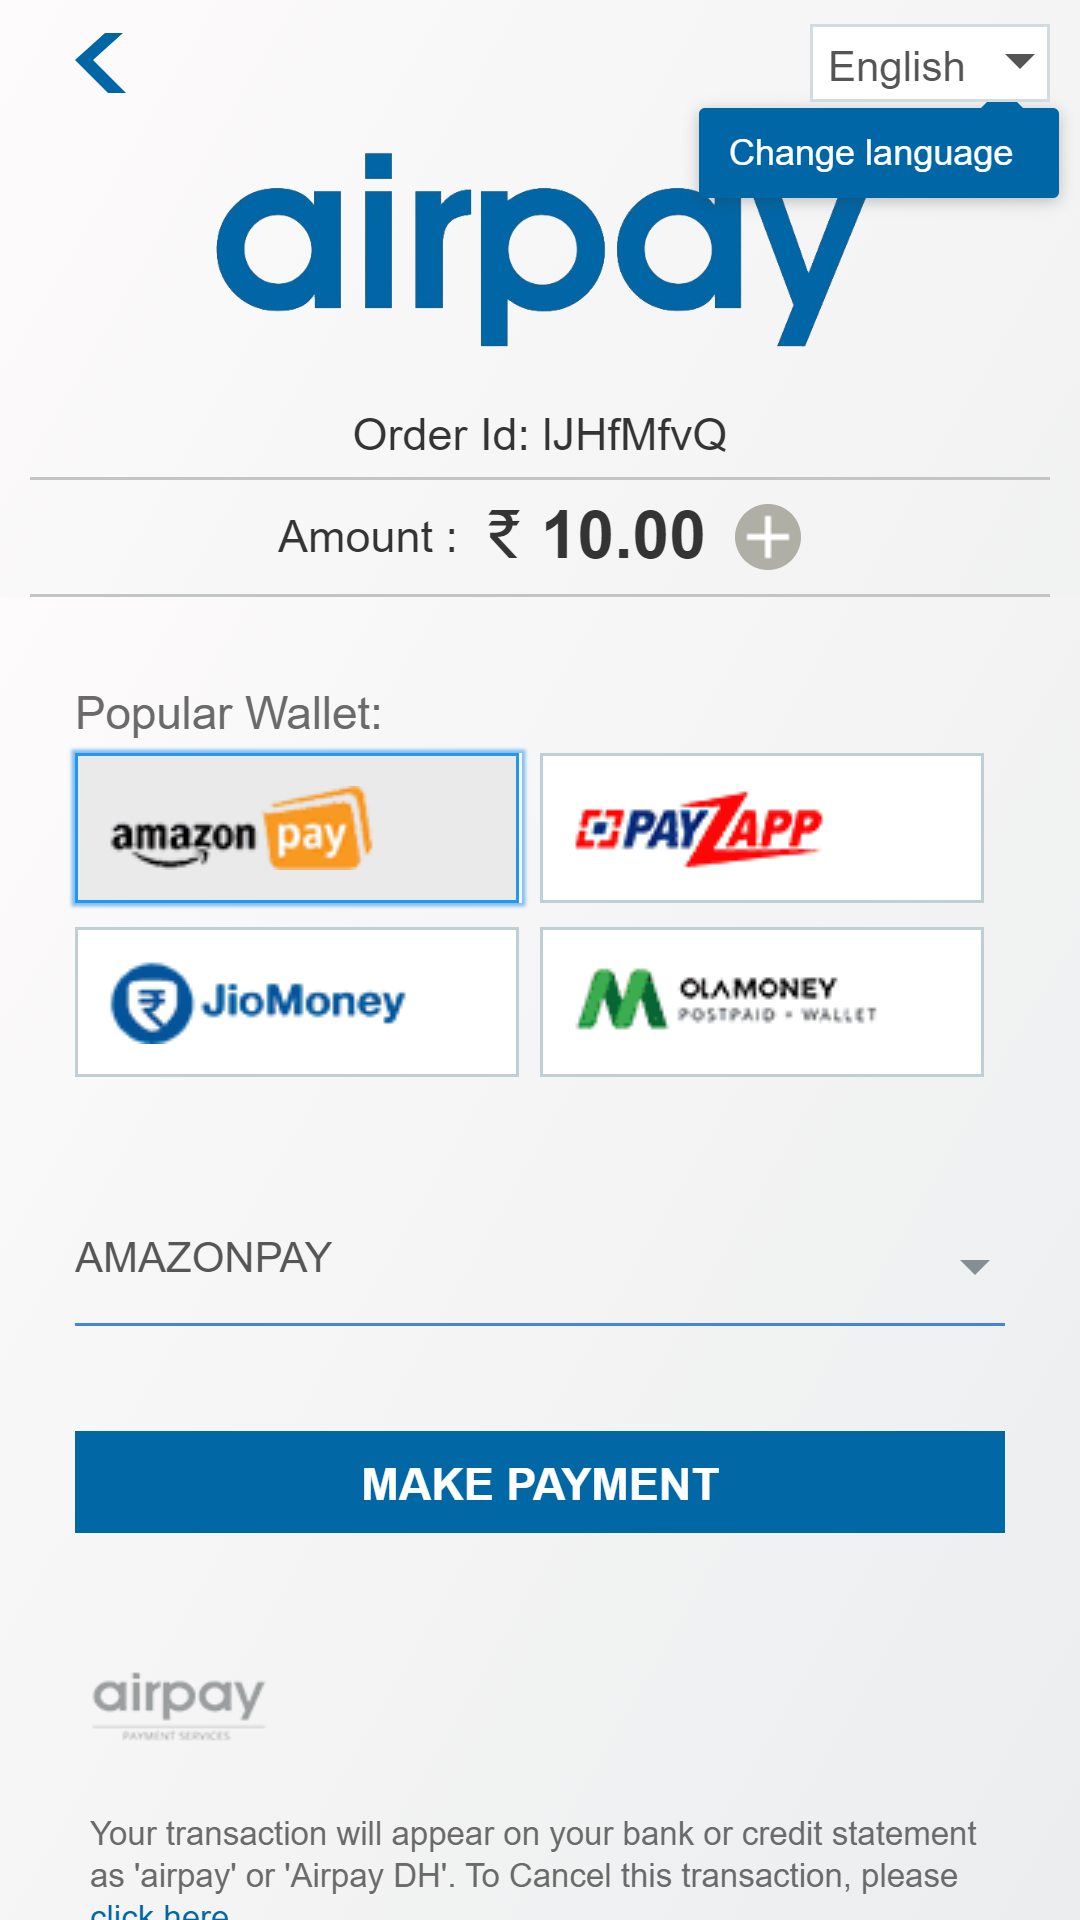 English
Change language
airpay
Order Id: IJHfMfvQ
Amount : ₹ 10.00
Popular Wallet:
amazon pay
PAYZAPP
JioMoney
OLAMONEY
POSTPAID • WALLET
AMAZONPAY
MAKE PAYMENT
airpay
PAYMENT SERVICES
Your transaction will appear on your bank or credit statement
as 'airpay' or 'Airpay DH'. To Cancel this transaction, please
click here